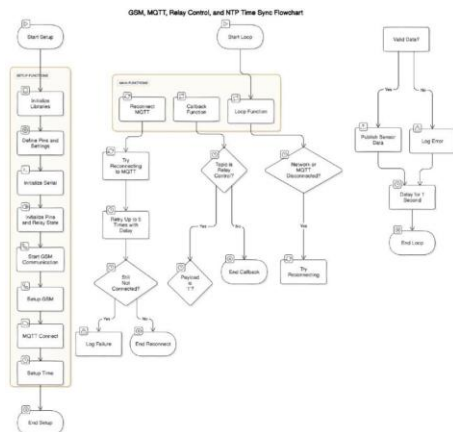 GSM, MQTT, Relay Control, and NTP Time Sync Flowchart
Start Setup
SETUP FUNCTIONS
Initialize
Libraries
Define Pins and
Settings
Initialize Serial
Initialize Pins
and Relay State
Start GSM
Communication
Setup GSM
MQTT Connect
Setup Time
End Setup
Start Loop
MAIN FUNCTIONS
Reconnect
MQTT
Callback
Function
Loop Function
Try
Reconnecting
to MQTT
Retry Up to 5
Times with
Delay
Still
Not
Connected?
Yes
No
Log Failure
End Reconnect
Topic is
Relay
Control?
Yes
No
Payload
is
'1'?
End Callback
Network or
MQTT
Disconnected?
Yes
Try
Reconnecting
Valid Data?
Yes
No
Publish Sensor
Data
Log Error
Delay for 1
Second
End Loop